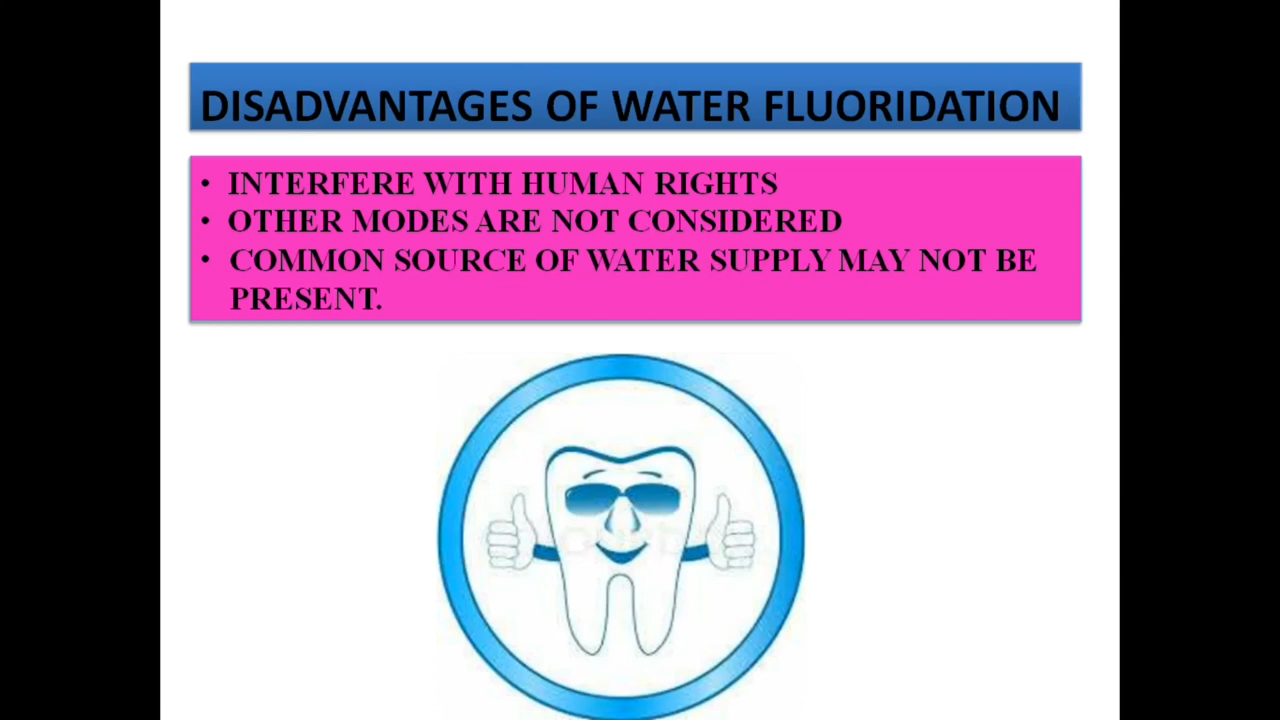 DISADVANTAGES OF WATER FLUORIDATION
• INTERFERE WITH HUMAN RIGHTS
• OTHER MODES ARE NOT CONSIDERED
• COMMON SOURCE OF WATER SUPPLY MAY NOT BE
PRESENT.